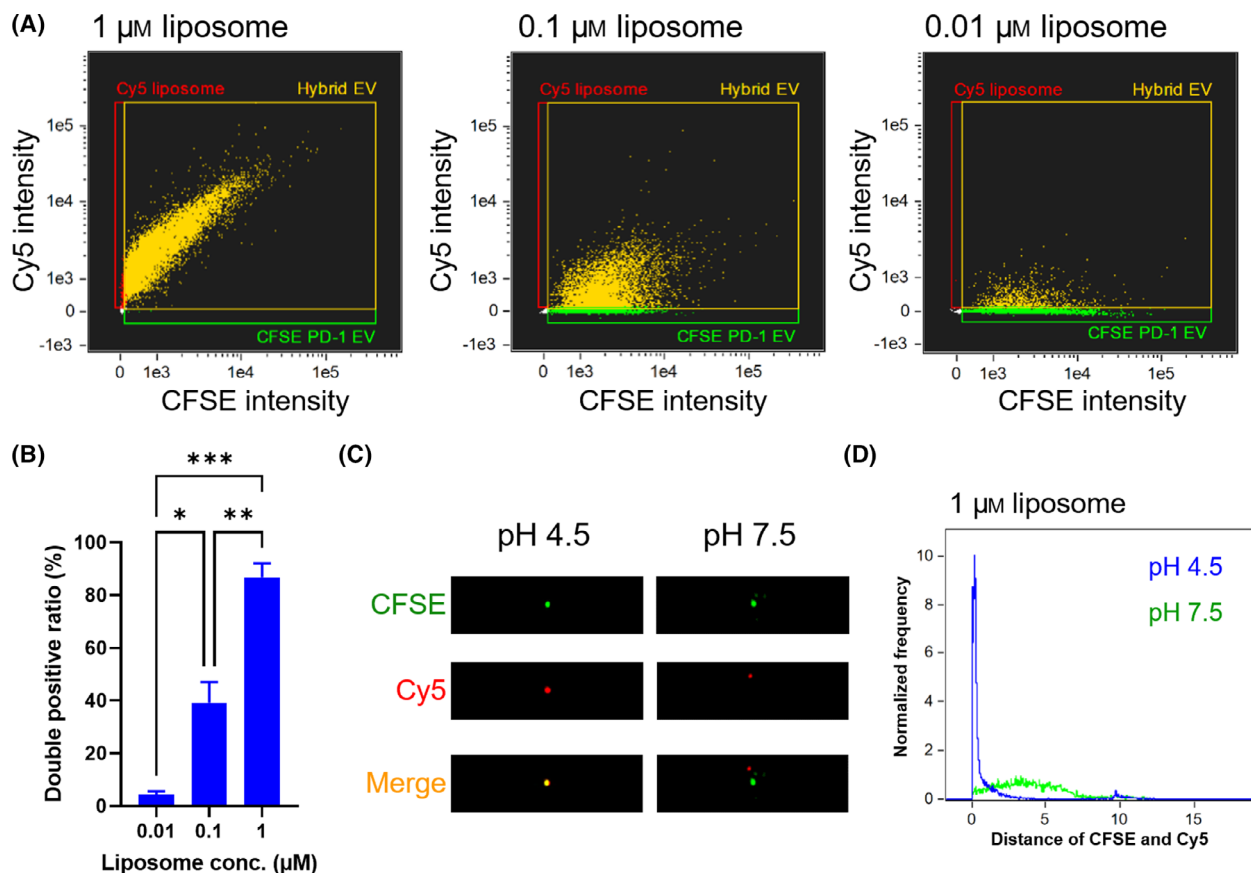 (A)
1 µM liposome
0.1 µM liposome
0.01 µM liposome
Cy5 intensity
1e5
1e4
1e3
0
-1e3
Cy5 liposome
Hybrid EV
CFSE PD-1 EV
0 1e3 1e4 1e5
CFSE intensity
Cy5 intensity
1e5
1e4
1e3
0
-1e3
Cy5 liposome
Hybrid EV
CFSE PD-1 EV
0 1e3 1e4 1e5
CFSE intensity
Cy5 intensity
1e5
1e4
1e3
0
-1e3
Cy5 liposome
Hybrid EV
CFSE PD-1 EV
0 1e3 1e4 1e5
CFSE intensity
(B)
***
* **
Double positive ratio (%)
100
80
60
40
20
0
0.01 0.1 1
Liposome conc. (µM)
(C)
pH 4.5 pH 7.5
CFSE
Cy5
Merge
(D)
1 µM liposome
pH 4.5
pH 7.5
Normalized frequency
10
8
6
4
2
0
0 5 10 15
Distance of CFSE and Cy5